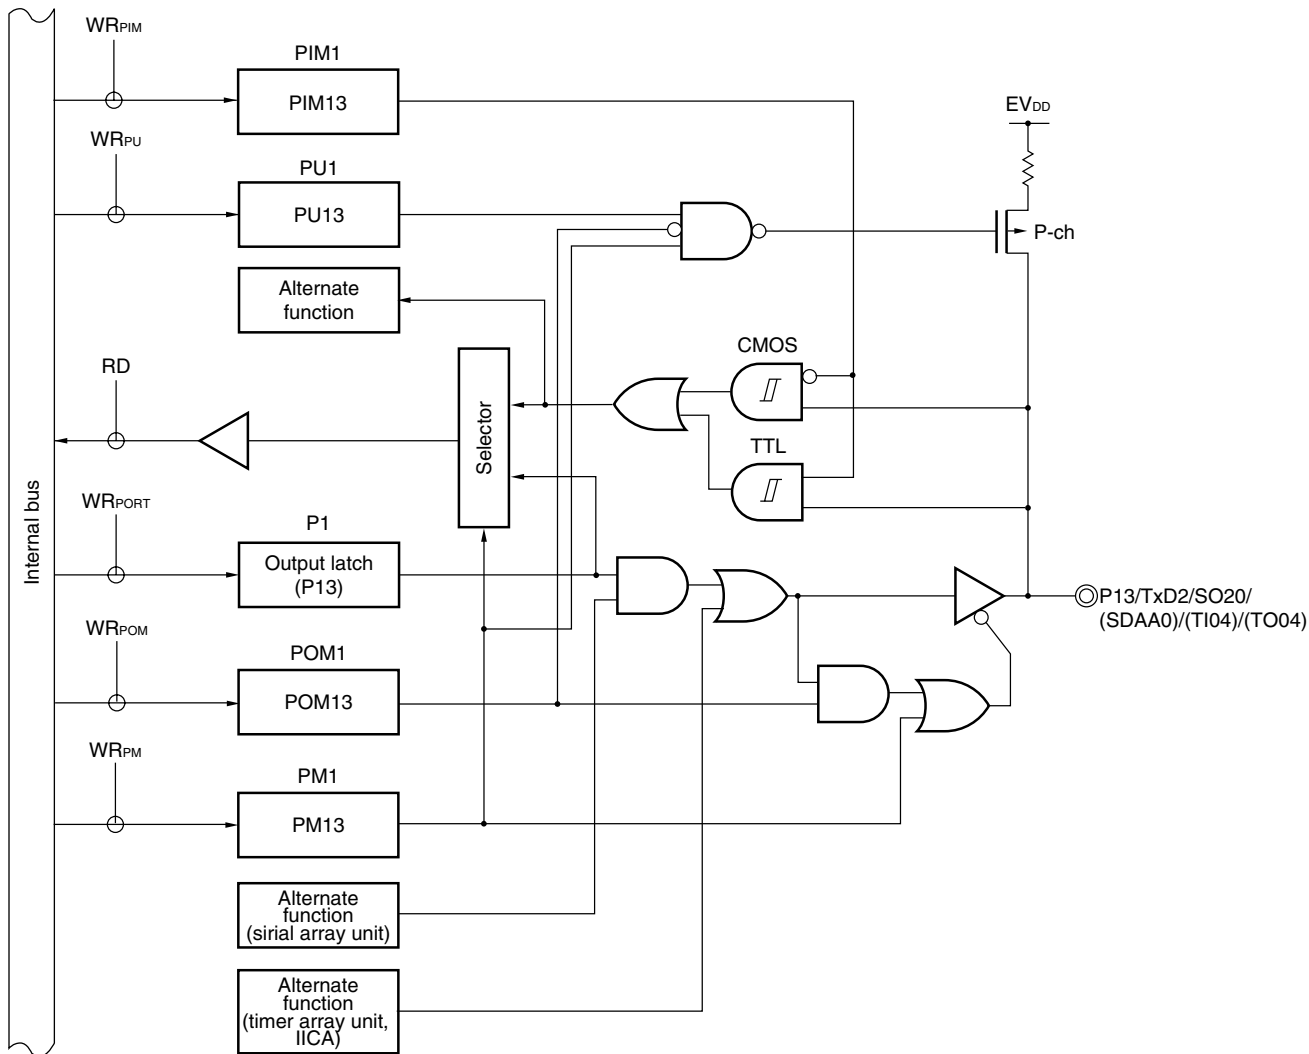 WRPIM
PIM1
PIM13
EVDD
WRPU
PU1
PU13
P-ch
Alternate
function
CMOS
RD
Selector
TTL
Internal bus
WRPORT
P1
Output latch
(P13)
P13/TxD2/SO20/
(SDAA0)/(TI04)/(TO04)
WRPOM
POM1
POM13
WRPM
PM1
PM13
Alternate
function
(sirial array unit)
Alternate
function
(timer array unit,
IICA)